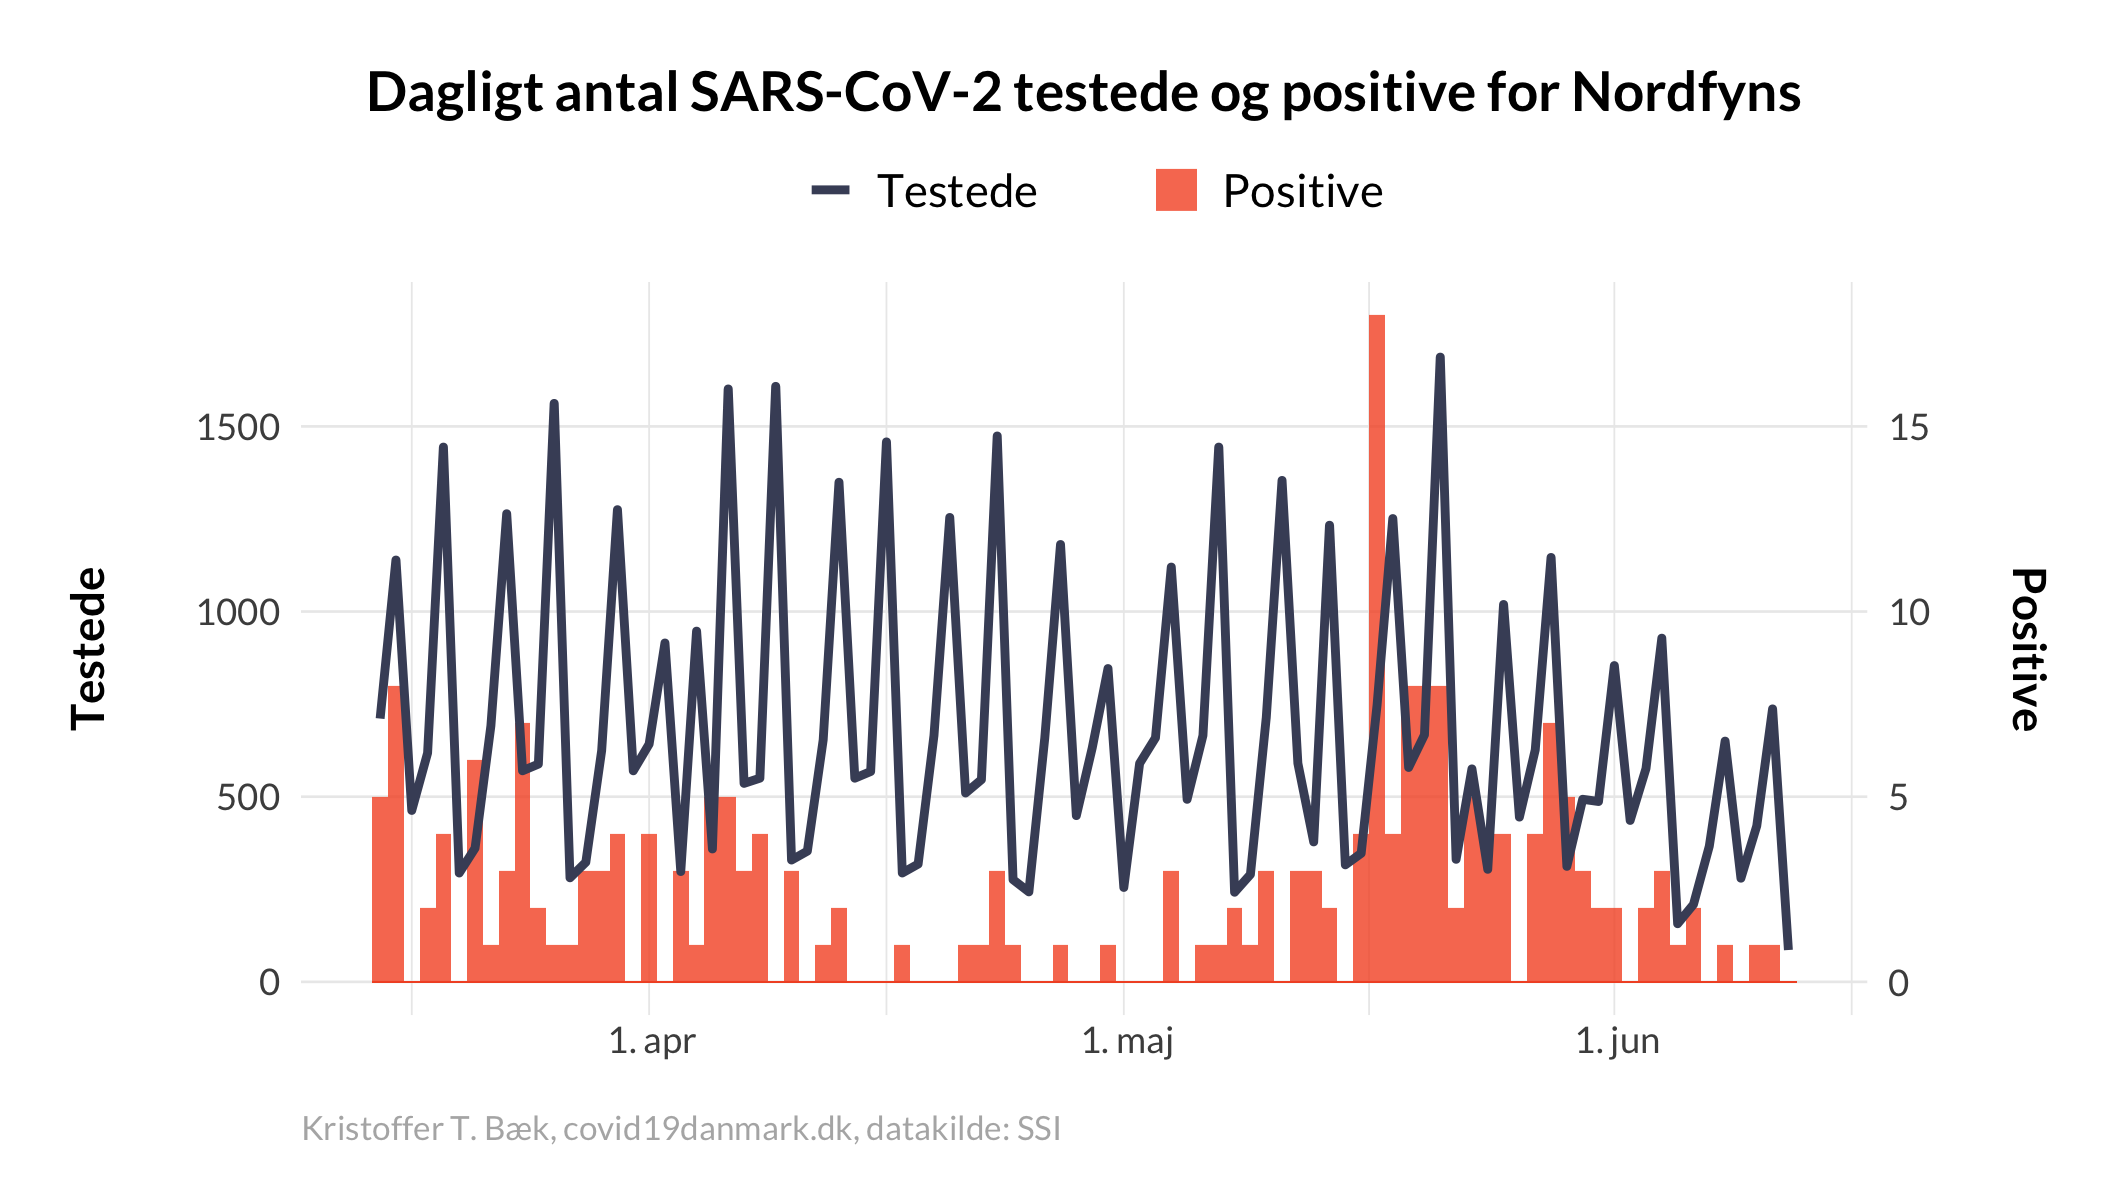 Dagligt antal SARS-CoV-2 testede og positive for Nordfyns
Testede Positive
1500 15
1000 10
500 5
0 0
Testede
Positive
1. apr 1. maj 1. jun
Kristoffer T. Bæk, covid19danmark.dk, datakilde: SSI